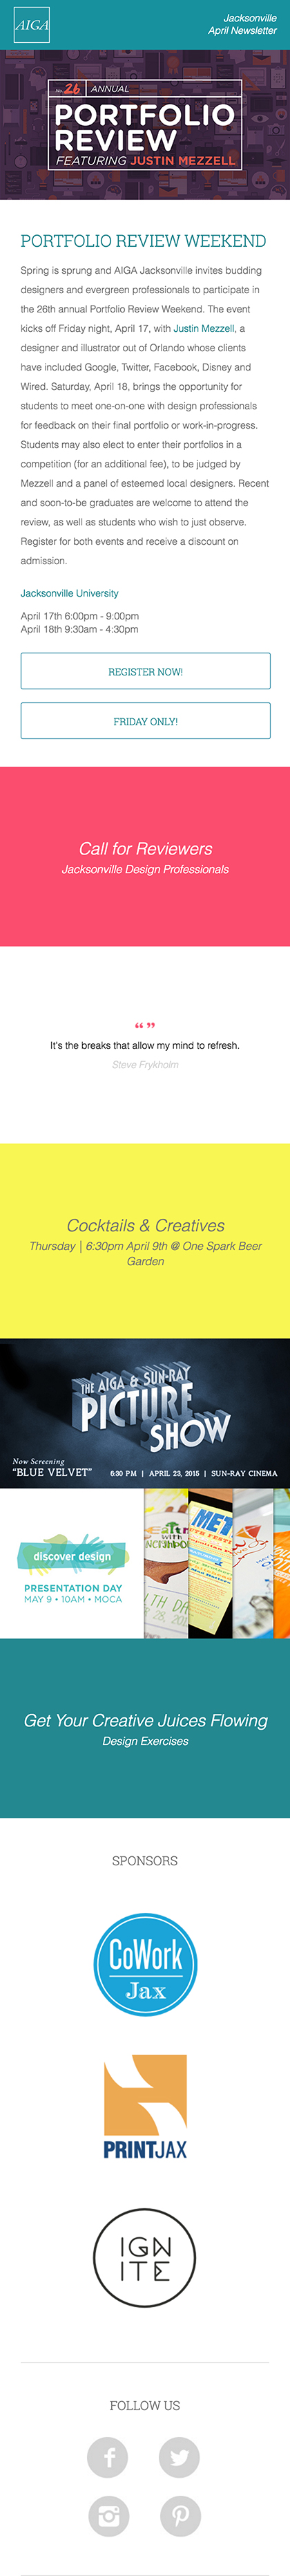 AIGA
Jacksonville
April Newsletter
No. 26 ANNUAL
PORTFOLIO
REVIEW
FEATURING JUSTIN MEZZELL
PORTFOLIO REVIEW WEEKEND
Spring is sprung and AIGA Jacksonville invites budding
designers and evergreen professionals to participate in
the 26th annual Portfolio Review Weekend. The event
kicks off Friday night, April 17, with Justin Mezzell, a
designer and illustrator out of Orlando whose clients
have included Google, Twitter, Facebook, Disney and
Wired. Saturday, April 18, brings the opportunity for
students to meet one-on-one with design professionals
for feedback on their final portfolio or work-in-progress.
Students may also elect to enter their portfolios in a
competition (for an additional fee), to be judged by
Mezzell and a panel of esteemed local designers. Recent
and soon-to-be graduates are welcome to attend the
review, as well as students who wish to just observe.
Register for both events and receive a discount on
admission.
Jacksonville University
April 17th 6:00pm - 9:00pm
April 18th 9:30am - 4:30pm
REGISTER NOW!
FRIDAY ONLY!
Call for Reviewers
Jacksonville Design Professionals
“ ”
It's the breaks that allow my mind to refresh.
Steve Frykholm
Cocktails & Creatives
Thursday | 6:30pm April 9th @ One Spark Beer
Garden
THE AIGA & SUN-RAY
PICTURE
SHOW
Now Screening
“BLUE VELVET” 6:30 PM | APRIL 23, 2015 | SUN-RAY CINEMA
discover design
PRESENTATION DAY
MAY 9 • 10AM • MOCA
MET
Get Your Creative Juices Flowing
Design Exercises
SPONSORS
CoWork
Jax
PRINTJAX
IGN
ITE
FOLLOW US